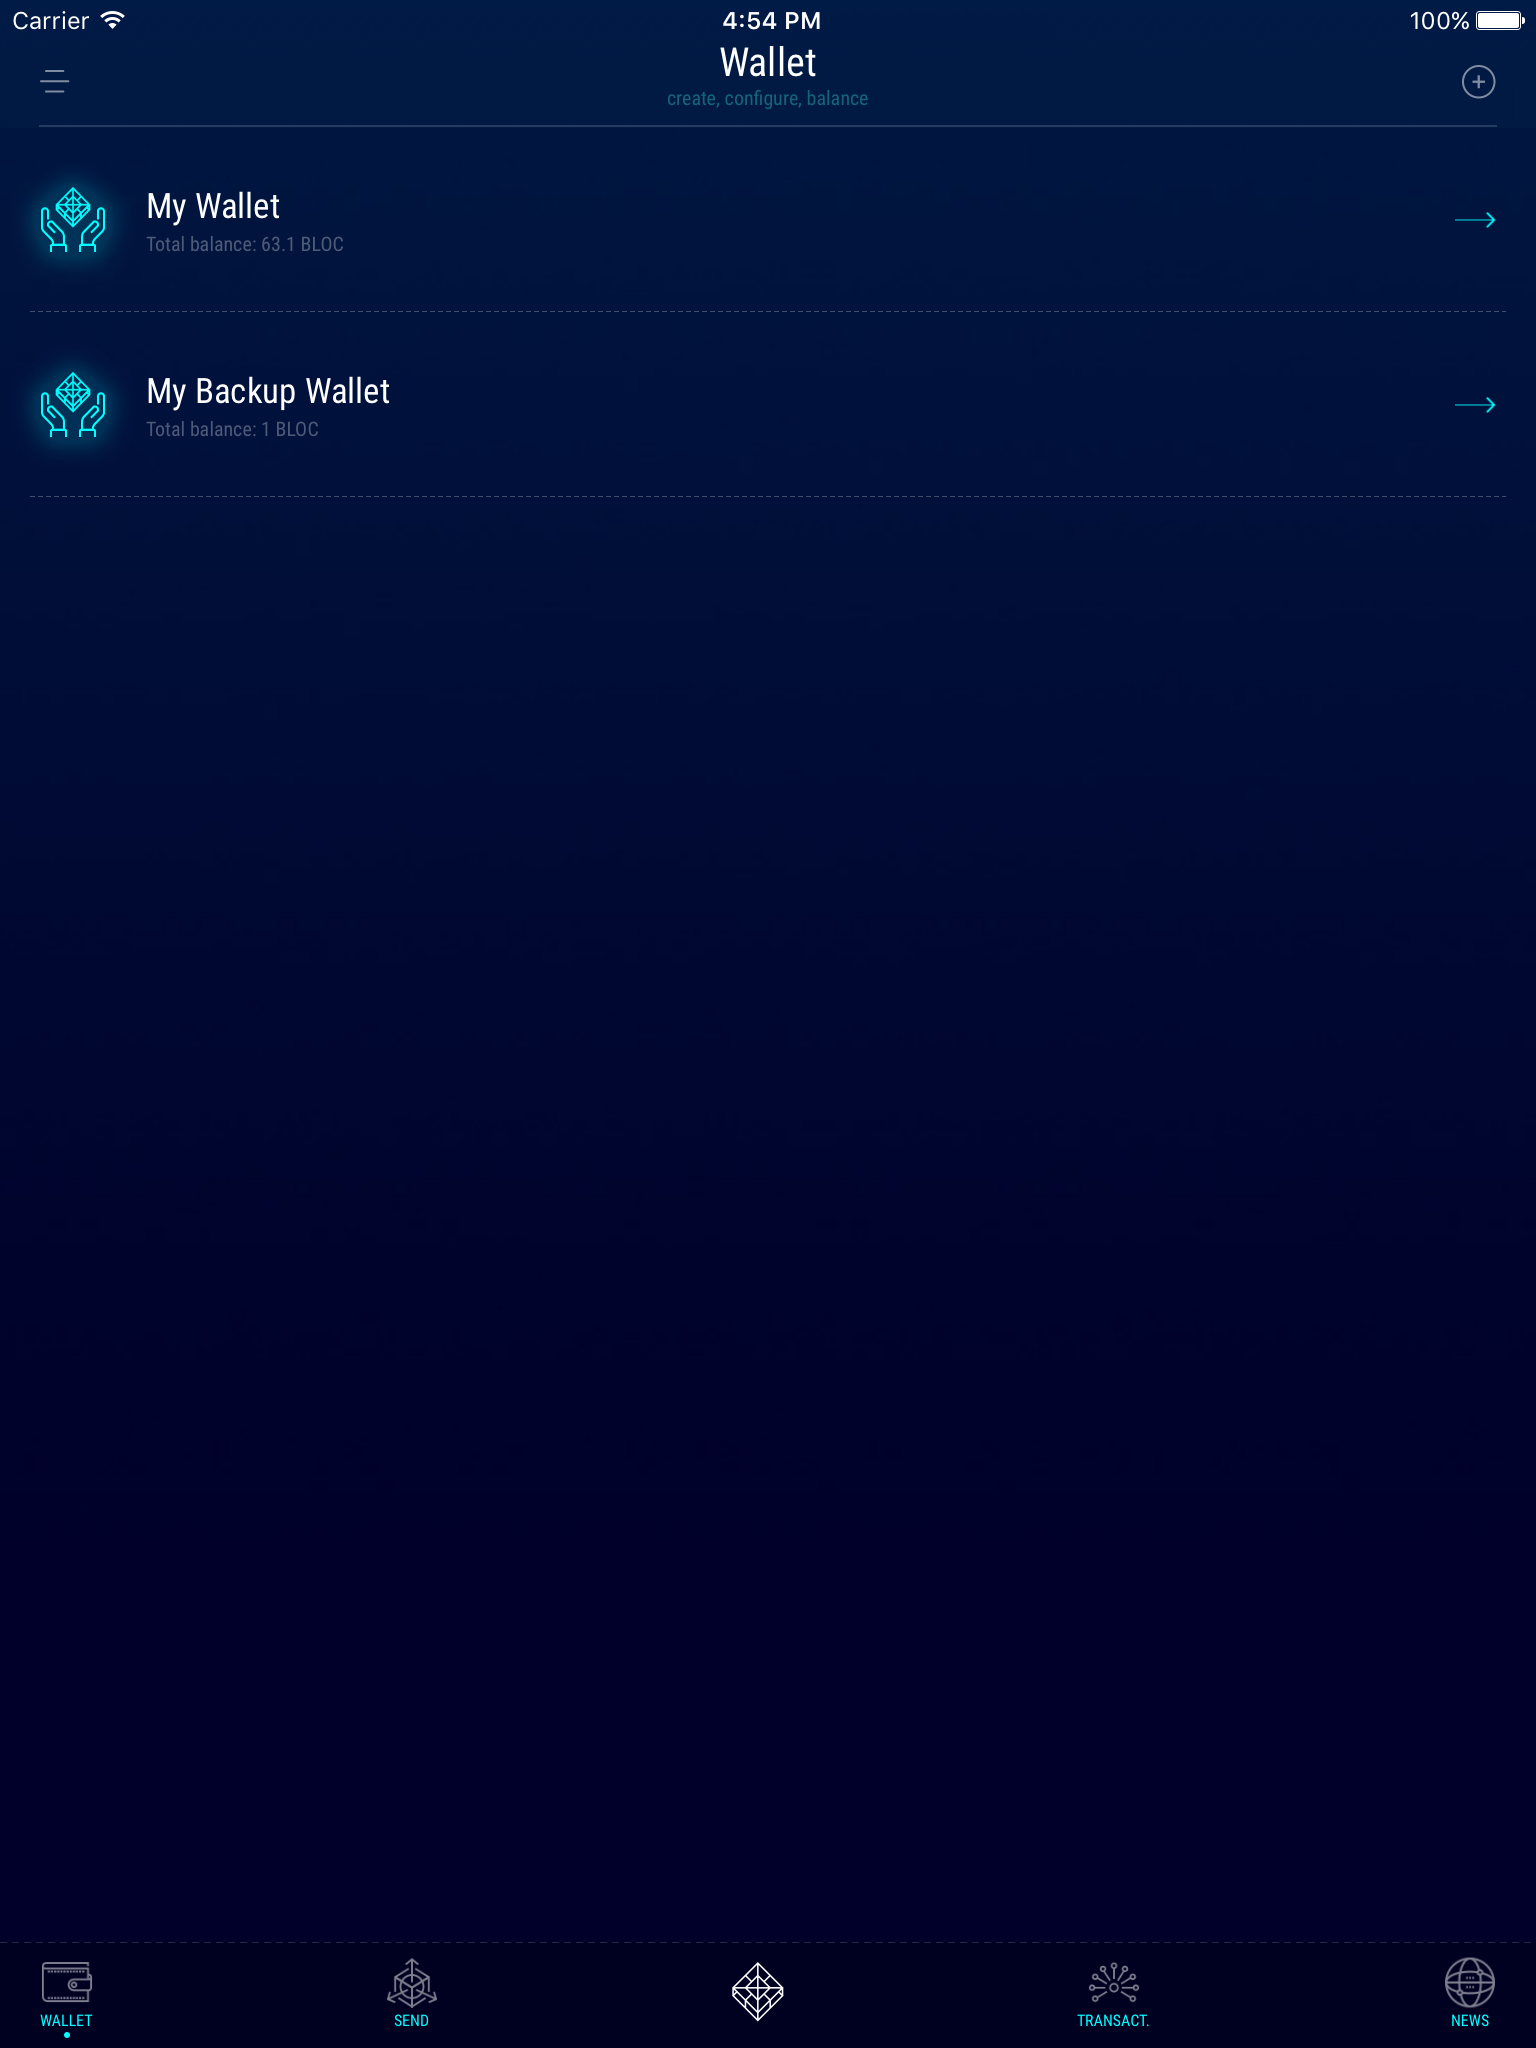 Carrier 4:54 PM 100%
Wallet
create, configure, balance
My Wallet
Total balance: 63.1 BLOC
My Backup Wallet
Total balance: 1 BLOC
WALLET SEND TRANSACT. NEWS